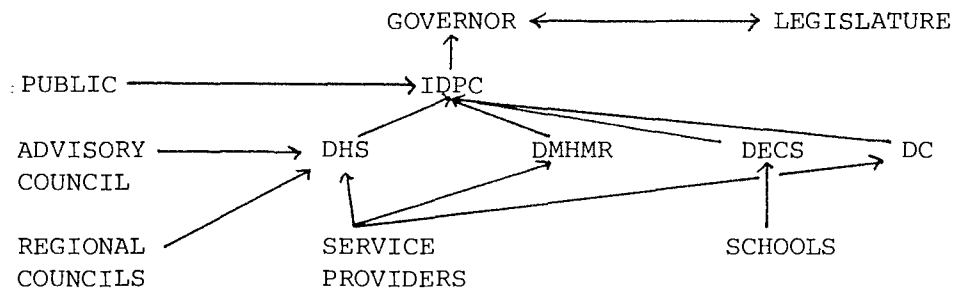 GOVERNOR LEGISLATURE
PUBLIC IDPC
ADVISORY DHS DMHMR DECS DC
COUNCIL
REGIONAL SERVICE SCHOOLS
COUNCILS PROVIDERS